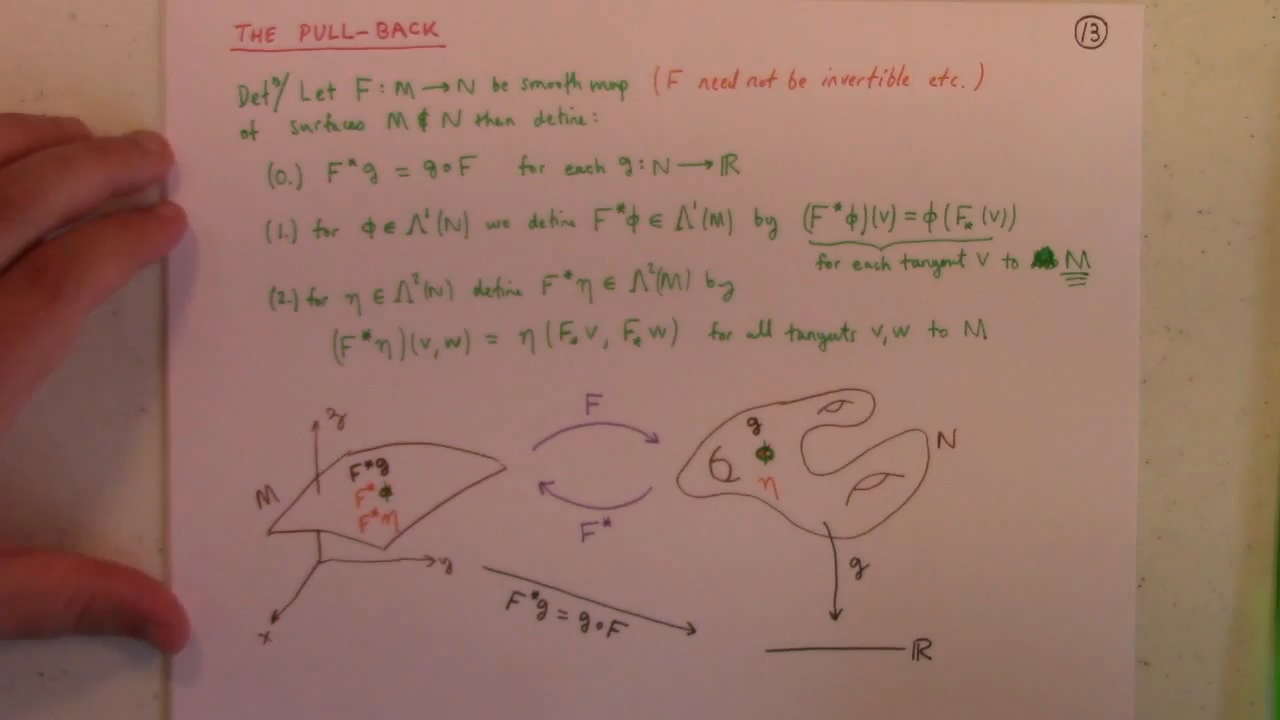 THE PULL-BACK
13
Defⁿ/ Let F : M → N be smooth map (F need not be invertible etc.)
of surfaces M & N then define:
(0.) F*g = g∘F for each g : N → ℝ
(1.) for φ ∈ Λ¹(N) we define F*φ ∈ Λ¹(M) by (F*φ)(v) = φ(F⁎(v))
for each tangent v to M
(2.) for η ∈ Λ²(N) define F*η ∈ Λ²(M) by
(F*η)(v, w) = η(F⁎v, F⁎w) for all tangents v, w to M
F
z
g
N
M
F*g
φ
F*φ
η
F*η
F*
y
g
F*g = g∘F
x
ℝ